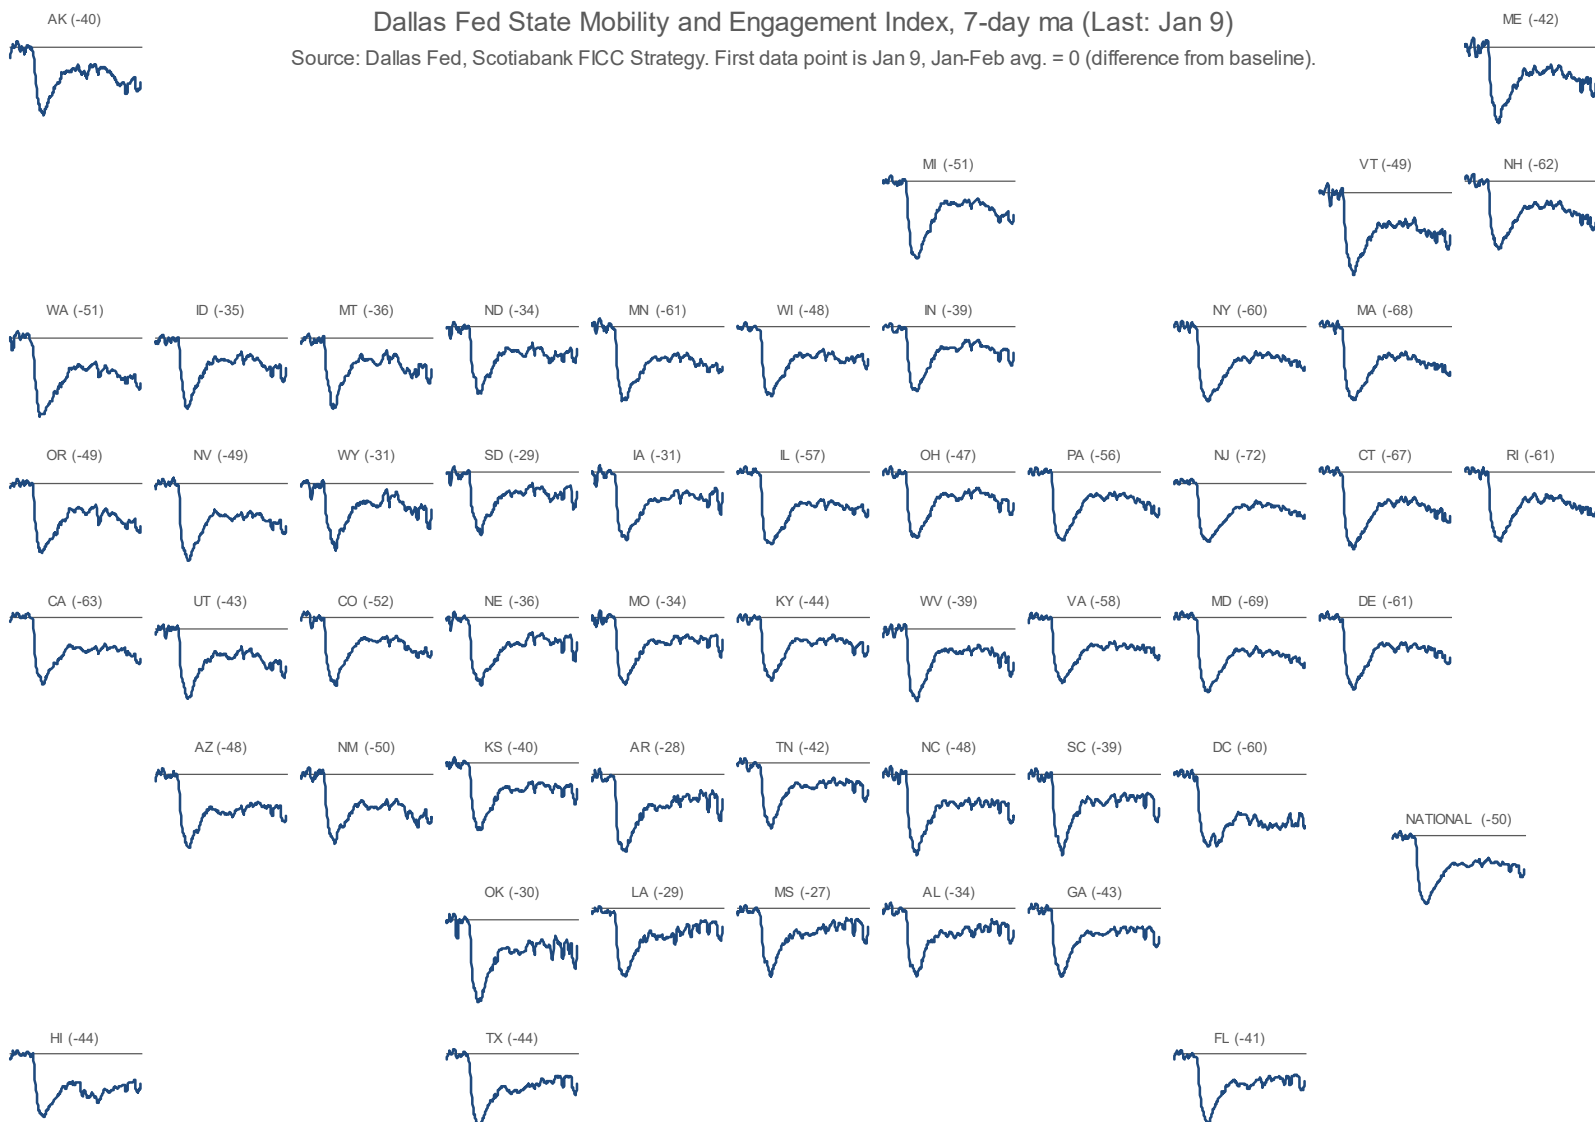 Dallas Fed State Mobility and Engagement Index, 7-day ma (Last: Jan 9)
Source: Dallas Fed, Scotiabank FICC Strategy. First data point is Jan 9, Jan-Feb avg. = 0 (difference from baseline).
AK (-40)
ME (-42)
MI (-51)
VT (-49)
NH (-62)
WA (-51)
ID (-35)
MT (-36)
ND (-34)
MN (-61)
WI (-48)
IN (-39)
NY (-60)
MA (-68)
OR (-49)
NV (-49)
WY (-31)
SD (-29)
IA (-31)
IL (-57)
OH (-47)
PA (-56)
NJ (-72)
CT (-67)
RI (-61)
CA (-63)
UT (-43)
CO (-52)
NE (-36)
MO (-34)
KY (-44)
WV (-39)
VA (-58)
MD (-69)
DE (-61)
AZ (-48)
NM (-50)
KS (-40)
AR (-28)
TN (-42)
NC (-48)
SC (-39)
DC (-60)
NATIONAL (-50)
OK (-30)
LA (-29)
MS (-27)
AL (-34)
GA (-43)
HI (-44)
TX (-44)
FL (-41)